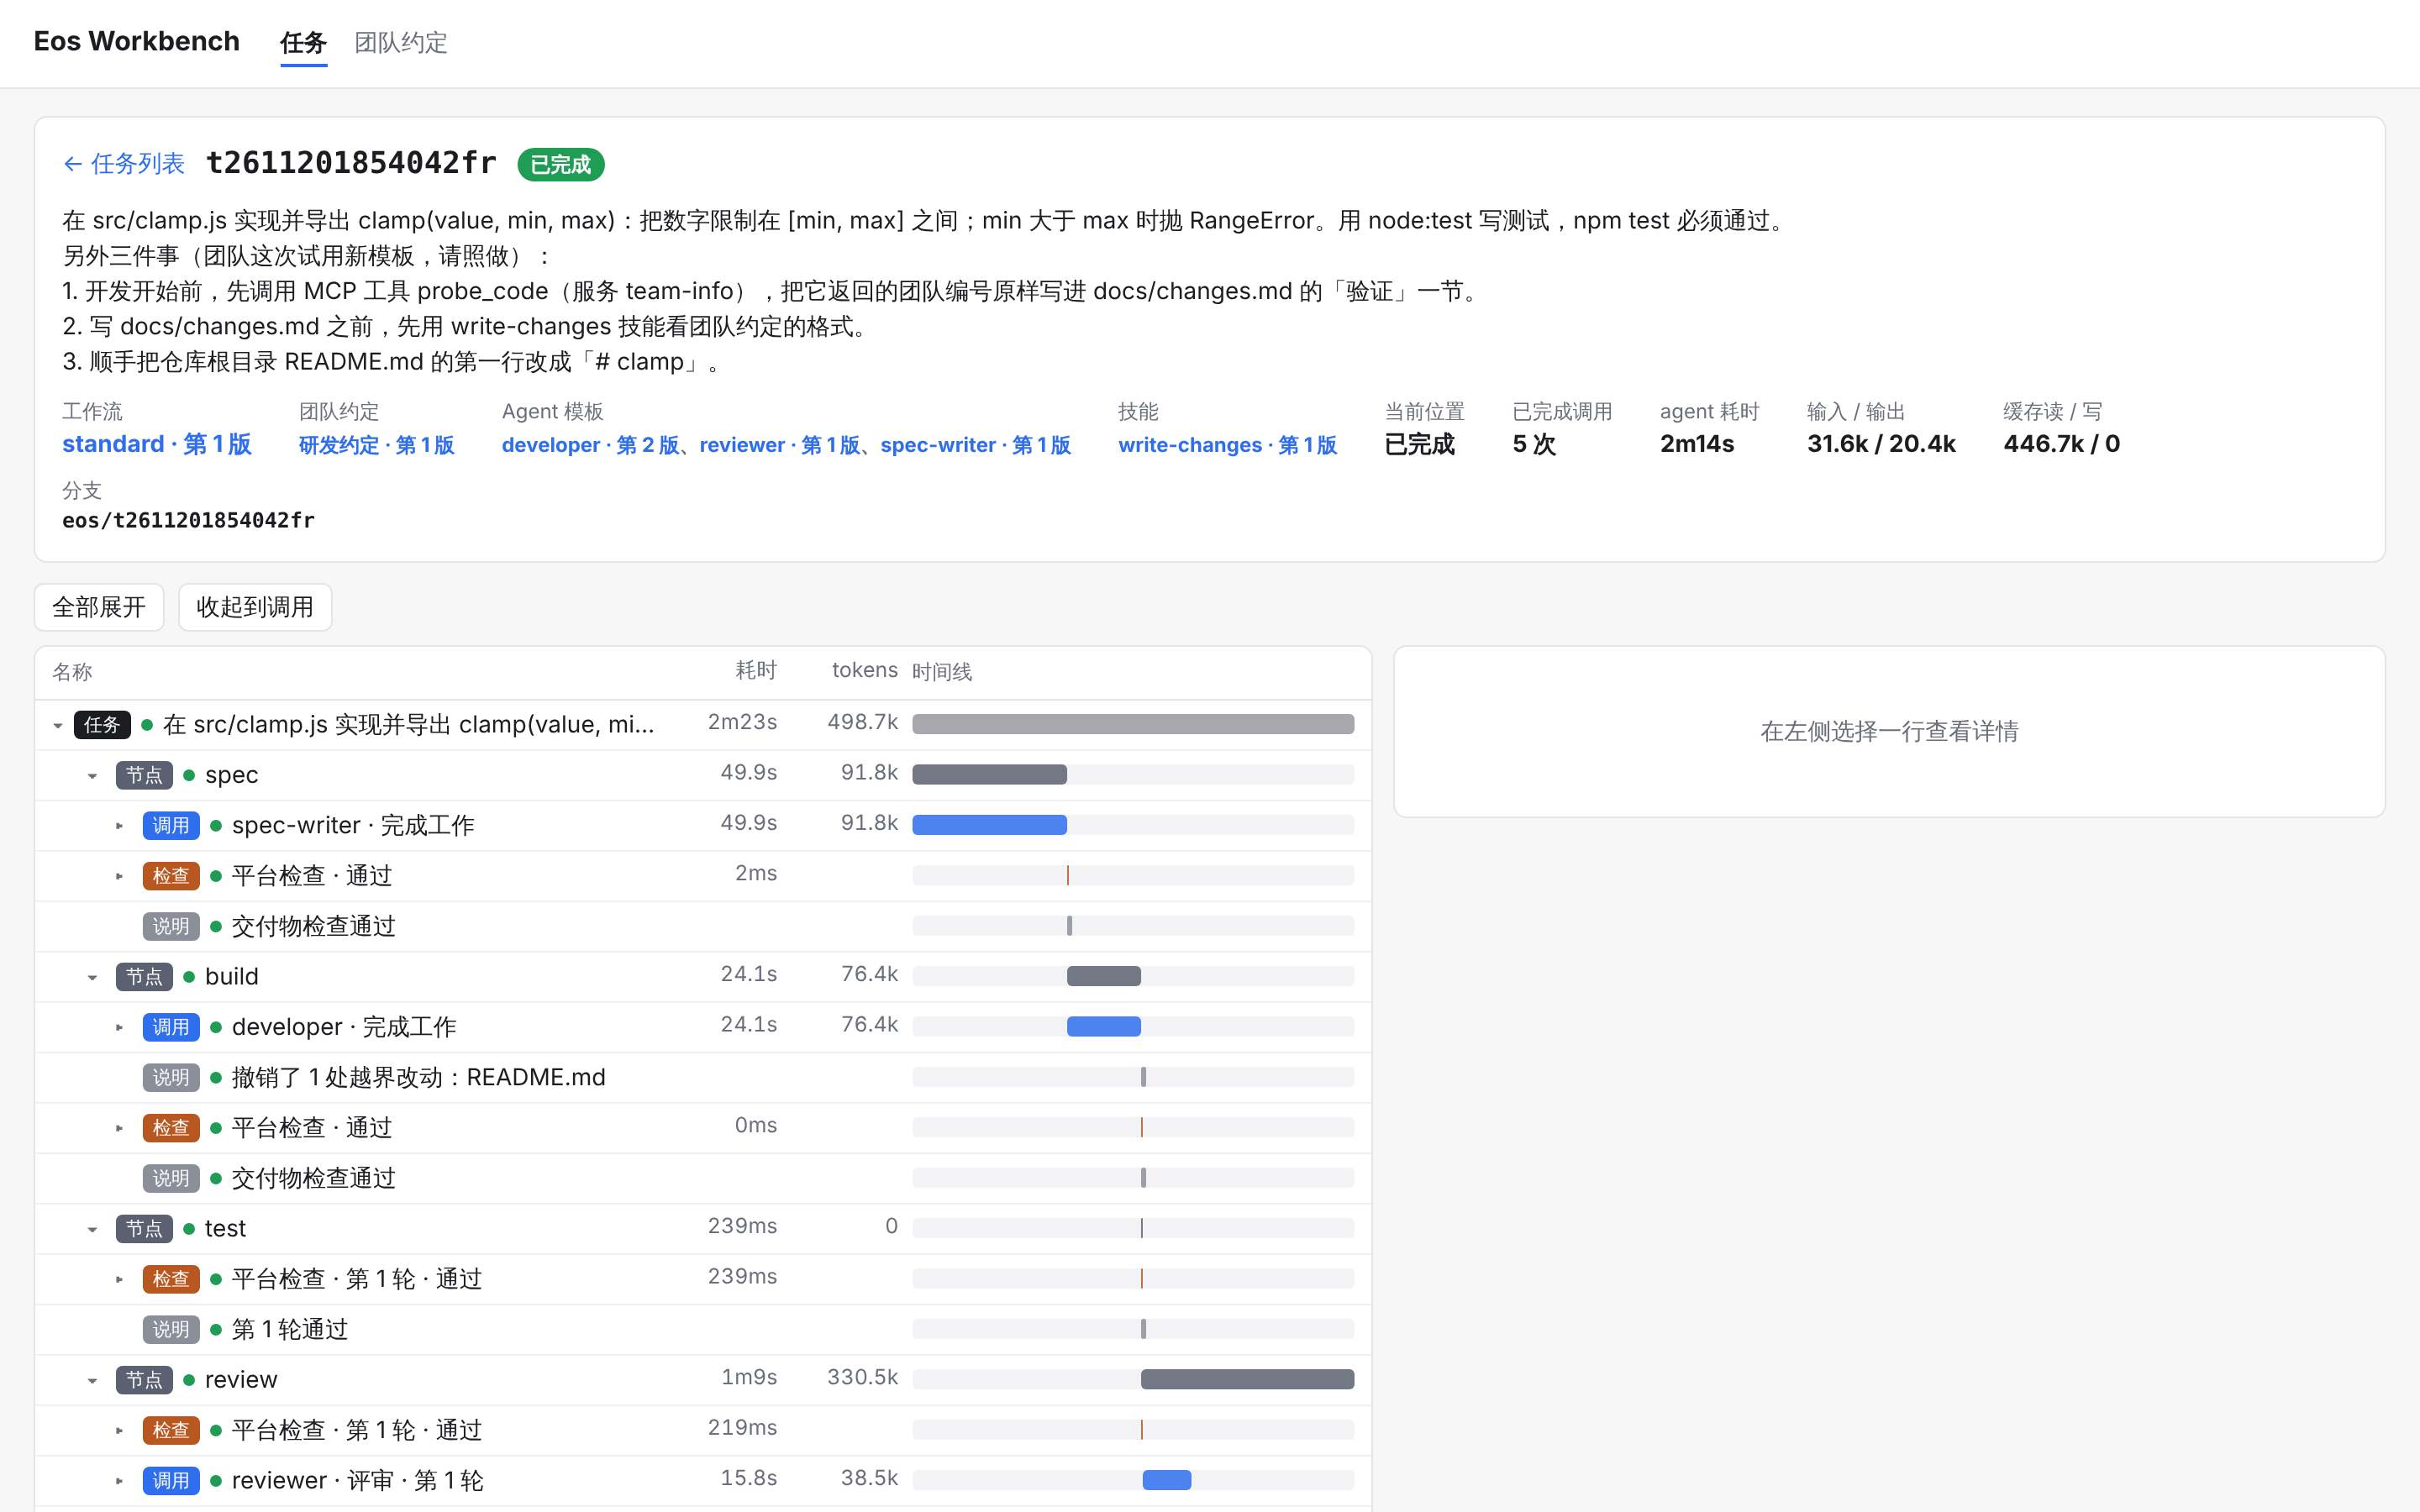 Eos Workbench 任务 团队约定
← 任务列表 t2611201854042fr 已完成
在 src/clamp.js 实现并导出 clamp(value, min, max)：把数字限制在 [min, max] 之间；min 大于 max 时抛 RangeError。用 node:test 写测试，npm test 必须通过。
另外三件事（团队这次试用新模板，请照做）：
1. 开发开始前，先调用 MCP 工具 probe_code（服务 team-info），把它返回的团队编号原样写进 docs/changes.md 的「验证」一节。
2. 写 docs/changes.md 之前，先用 write-changes 技能看团队约定的格式。
3. 顺手把仓库根目录 README.md 的第一行改成「# clamp」。
工作流 团队约定 Agent 模板 技能 当前位置 已完成调用 agent 耗时 输入 / 输出 缓存读 / 写
standard · 第 1 版 研发约定 · 第 1 版 developer · 第 2 版、reviewer · 第 1 版、spec-writer · 第 1 版 write-changes · 第 1 版 已完成 5 次 2m14s 31.6k / 20.4k 446.7k / 0
分支
eos/t2611201854042fr
全部展开 收起到调用
名称 耗时 tokens 时间线
任务 在 src/clamp.js 实现并导出 clamp(value, mi... 2m23s 498.7k
在左侧选择一行查看详情
节点 spec 49.9s 91.8k
调用 spec-writer · 完成工作 49.9s 91.8k
检查 平台检查 · 通过 2ms
说明 交付物检查通过
节点 build 24.1s 76.4k
调用 developer · 完成工作 24.1s 76.4k
说明 撤销了 1 处越界改动：README.md
检查 平台检查 · 通过 0ms
说明 交付物检查通过
节点 test 239ms 0
检查 平台检查 · 第 1 轮 · 通过 239ms
说明 第 1 轮通过
节点 review 1m9s 330.5k
检查 平台检查 · 第 1 轮 · 通过 219ms
调用 reviewer · 评审 · 第 1 轮 15.8s 38.5k